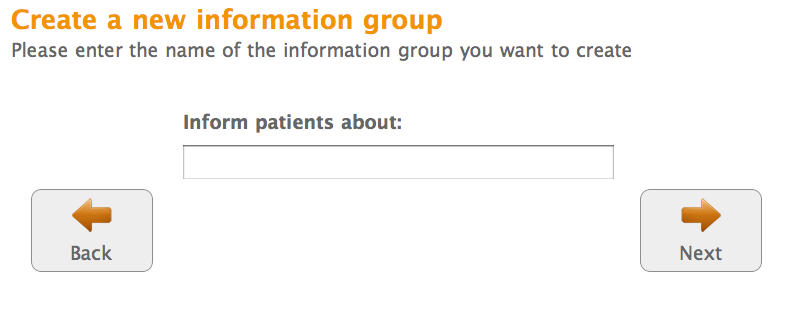 Create a new information group
Please enter the name of the information group you want to create
Inform patients about:
Back
Next